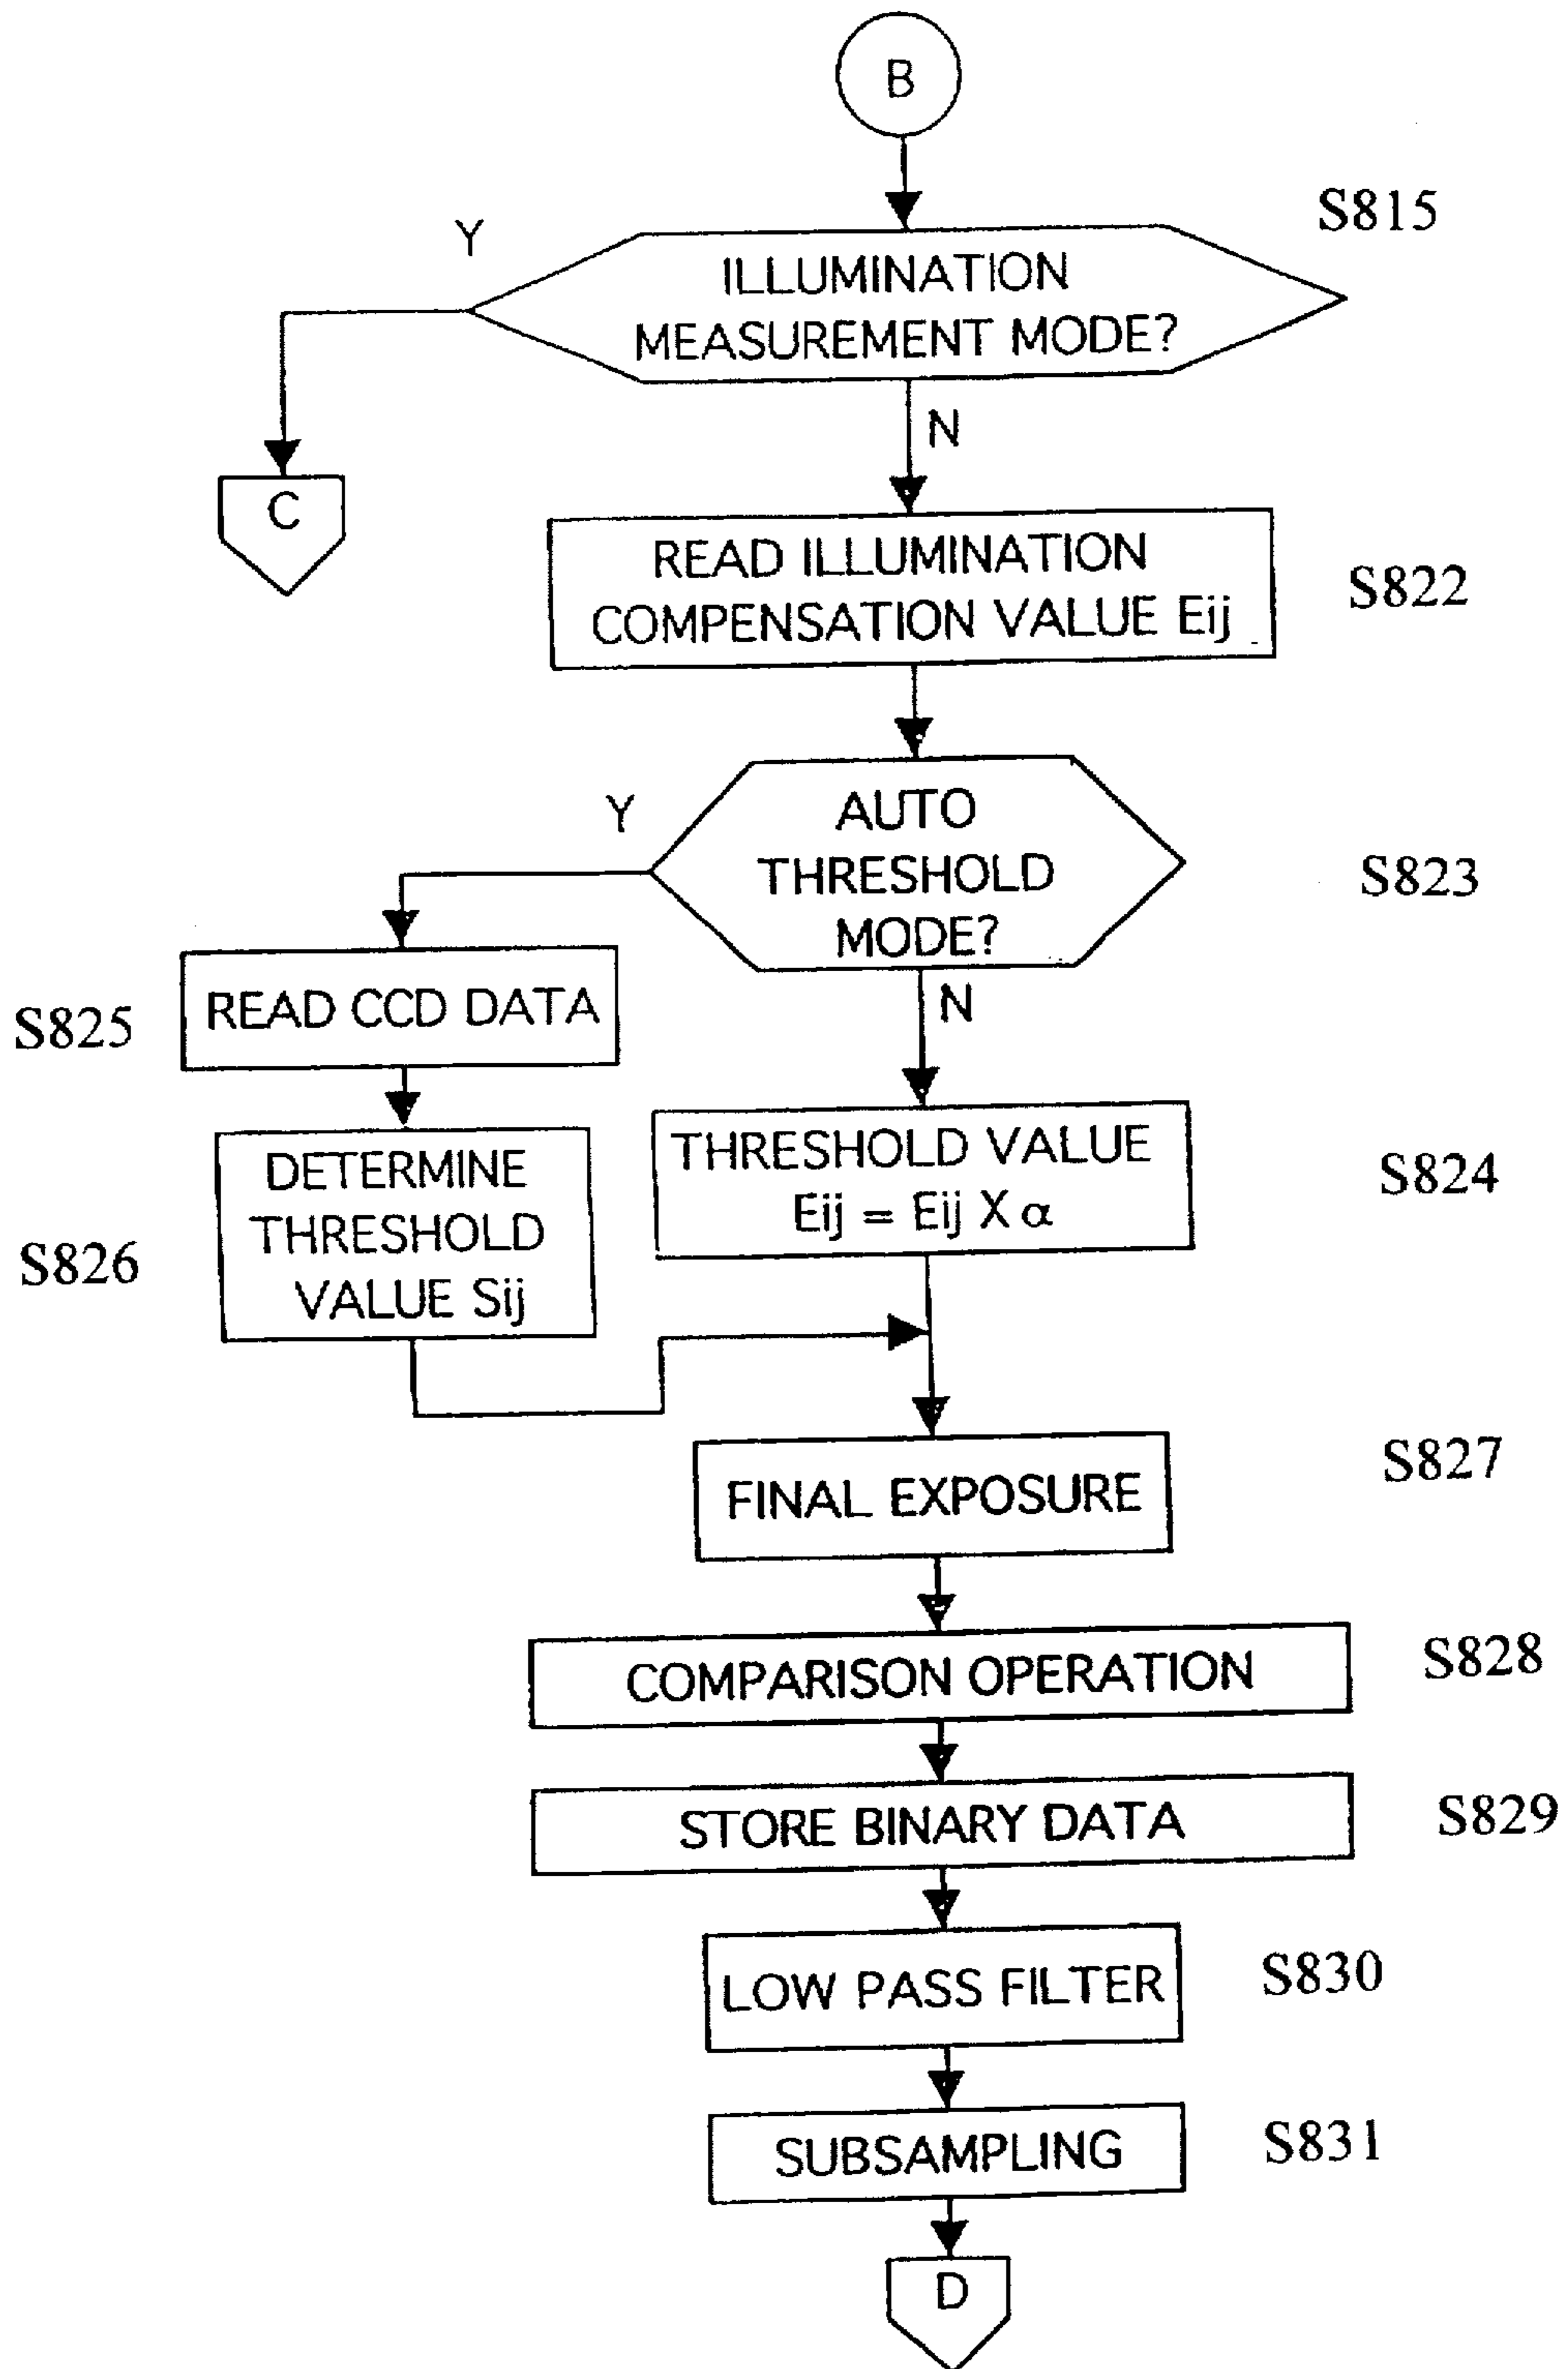 B
S815
Y
ILLUMINATION
MEASUREMENT MODE?
N
C
READ ILLUMINATION
COMPENSATION VALUE Eij
S822
Y
AUTO
THRESHOLD
MODE?
S823
N
S825
READ CCD DATA
THRESHOLD VALUE
Eij = Eij X α
S824
DETERMINE
THRESHOLD
VALUE Sij
S826
FINAL EXPOSURE
S827
COMPARISON OPERATION
S828
STORE BINARY DATA
S829
LOW PASS FILTER
S830
SUBSAMPLING
S831
D